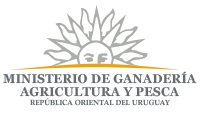 MINISTERIO DE GANADERÍA
AGRICULTURA Y PESCA
REPÚBLICA ORIENTAL DEL URUGUAY